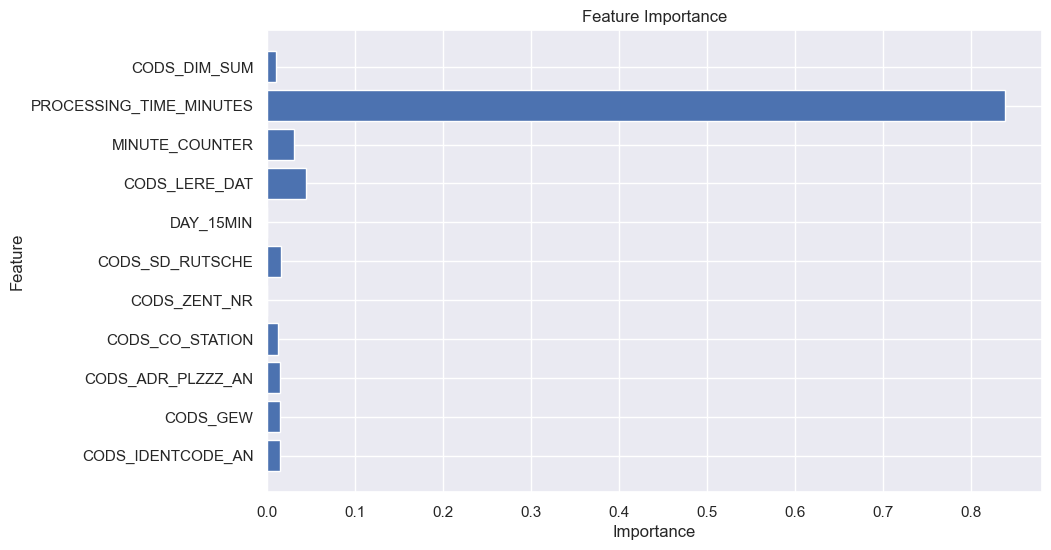 Feature Importance
CODS_DIM_SUM
PROCESSING_TIME_MINUTES
MINUTE_COUNTER
CODS_LERE_DAT
DAY_15MIN
CODS_SD_RUTSCHE
CODS_ZENT_NR
CODS_CO_STATION
CODS_ADR_PLZZZ_AN
CODS_GEW
CODS_IDENTCODE_AN
Feature
0.0 0.1 0.2 0.3 0.4 0.5 0.6 0.7 0.8
Importance